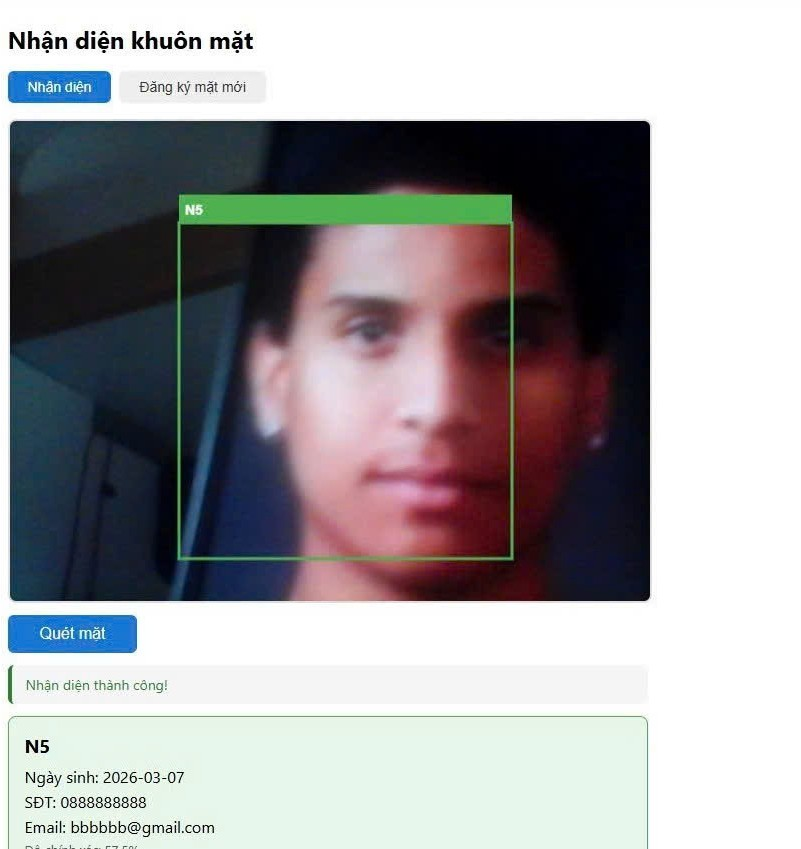 Nhận diện khuôn mặt
Nhận diện
Đăng ký mặt mới
N5
Quét mặt
Nhận diện thành công!
N5
Ngày sinh: 2026-03-07
SĐT: 0888888888
Email: bbbbbb@gmail.com